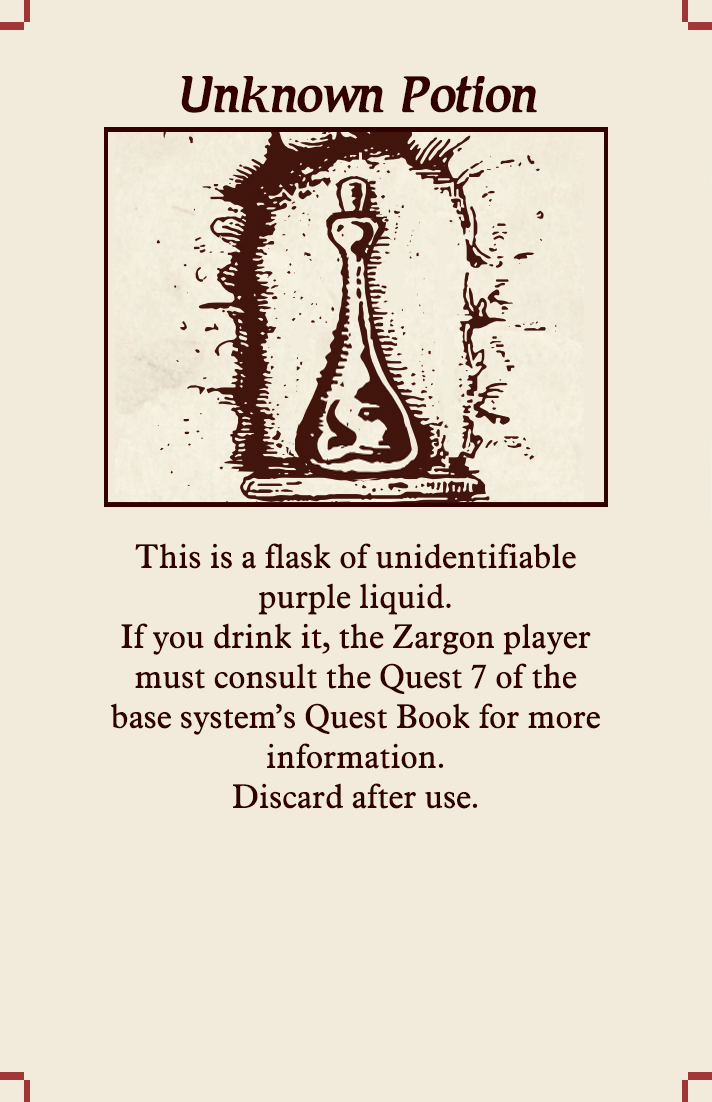 Unknown Potion
This is a flask of unidentifiable
purple liquid.
If you drink it, the Zargon player
must consult the Quest 7 of the
base system’s Quest Book for more
information.
Discard after use.